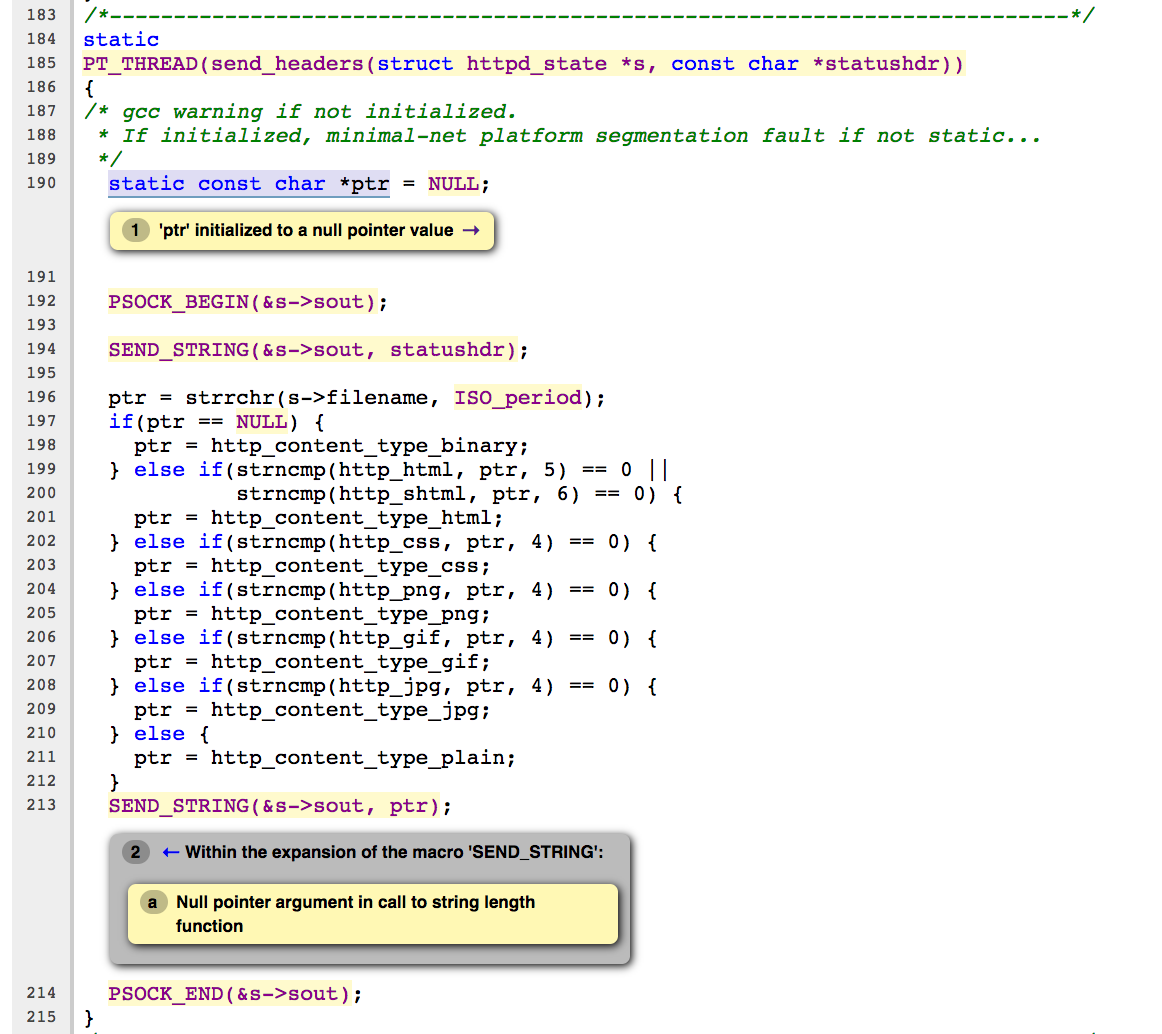 183 /*---------------------------------------------------------------------------*/
184 static
185 PT_THREAD(send_headers(struct httpd_state *s, const char *statushdr))
186 {
187 /* gcc warning if not initialized.
188  * If initialized, minimal-net platform segmentation fault if not static...
189  */
190   static const char *ptr = NULL;
1 'ptr' initialized to a null pointer value →
191
192   PSOCK_BEGIN(&s->sout);
193
194   SEND_STRING(&s->sout, statushdr);
195
196   ptr = strrchr(s->filename, ISO_period);
197   if(ptr == NULL) {
198     ptr = http_content_type_binary;
199   } else if(strncmp(http_html, ptr, 5) == 0 ||
200             strncmp(http_shtml, ptr, 6) == 0) {
201     ptr = http_content_type_html;
202   } else if(strncmp(http_css, ptr, 4) == 0) {
203     ptr = http_content_type_css;
204   } else if(strncmp(http_png, ptr, 4) == 0) {
205     ptr = http_content_type_png;
206   } else if(strncmp(http_gif, ptr, 4) == 0) {
207     ptr = http_content_type_gif;
208   } else if(strncmp(http_jpg, ptr, 4) == 0) {
209     ptr = http_content_type_jpg;
210   } else {
211     ptr = http_content_type_plain;
212   }
213   SEND_STRING(&s->sout, ptr);
2 ← Within the expansion of the macro 'SEND_STRING':
a Null pointer argument in call to string length
function
214   PSOCK_END(&s->sout);
215 }